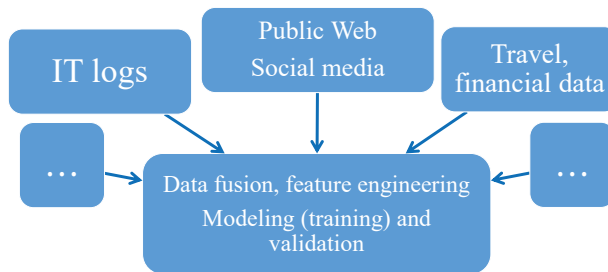 IT logs
Public Web
Social media
Travel,
financial data
...
...
Data fusion, feature engineering
Modeling (training) and
validation